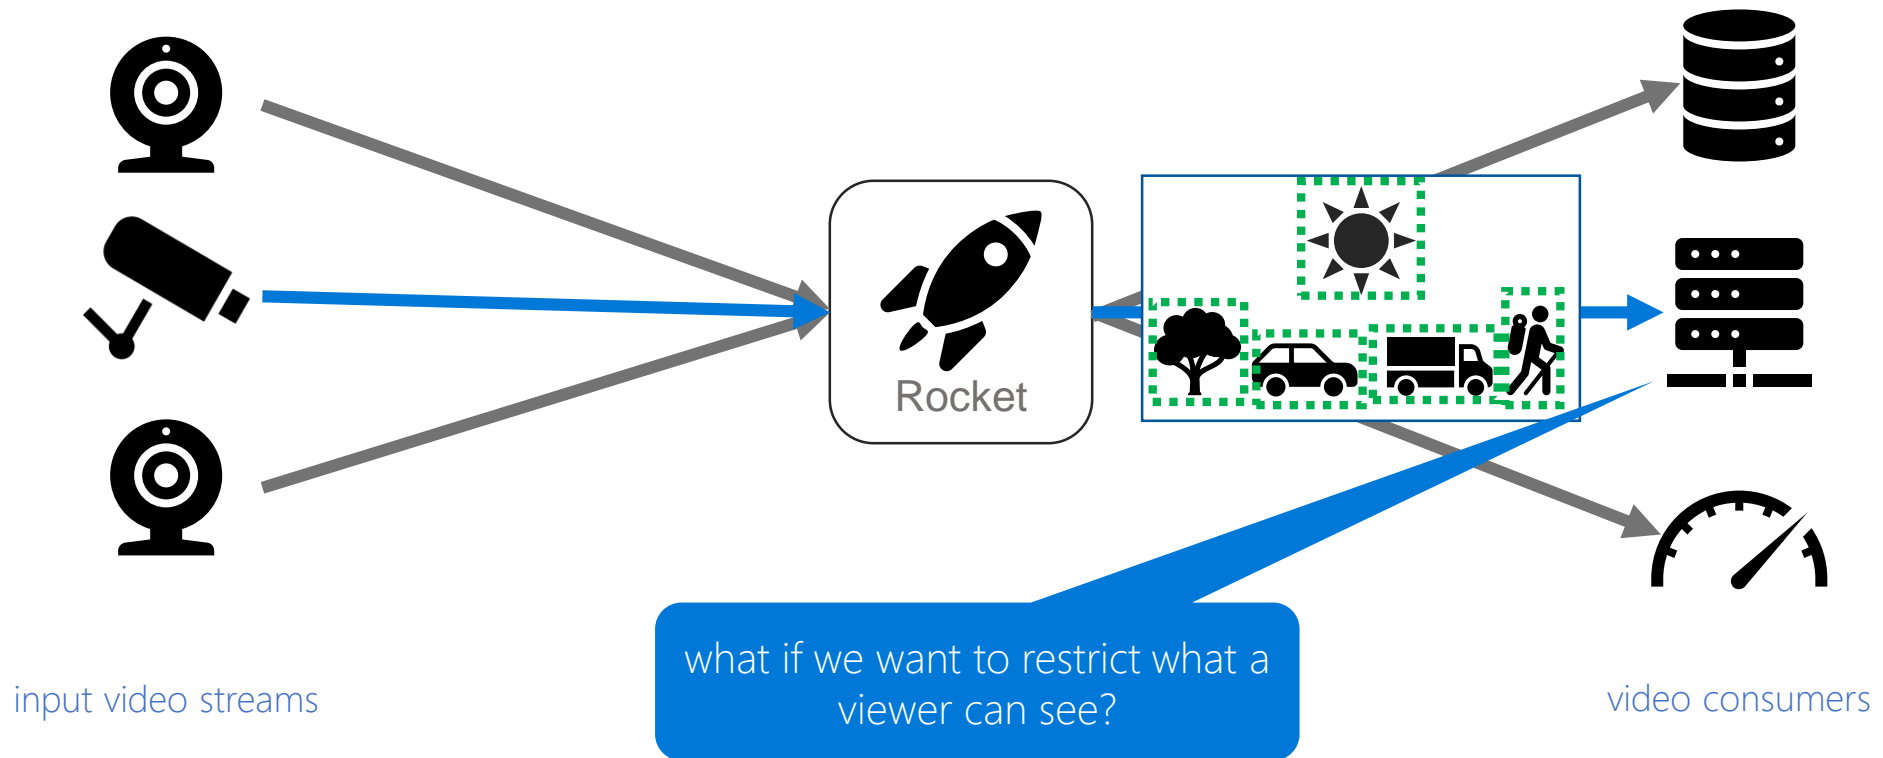 Rocket
what if we want to restrict what a
viewer can see?
input video streams
video consumers